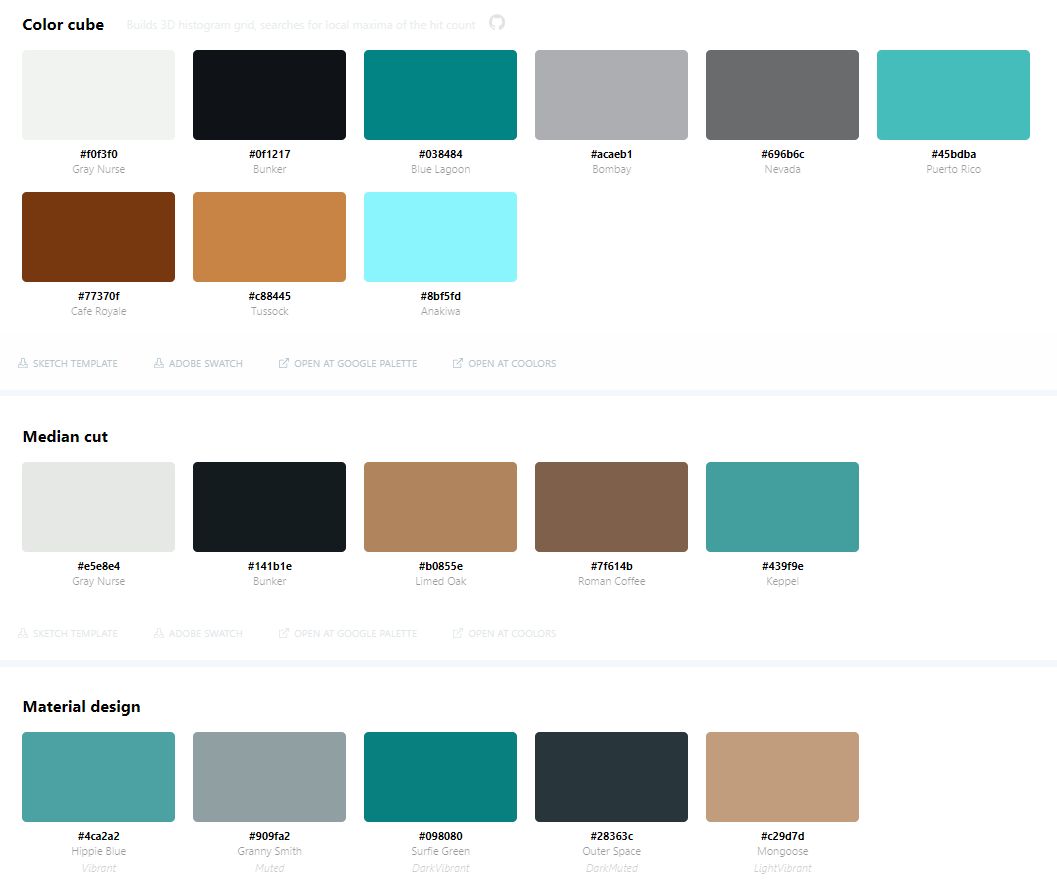 Color cube Builds 3D histogram grid, searches for local maxima of the hit count
#f0f3f0 #0f1217 #038484 #acaeb1 #696b6c #45bdba
Gray Nurse Bunker Blue Lagoon Bombay Nevada Puerto Rico
#77370f #c88445 #8bf5fd
Cafe Royale Tussock Anakiwa
SKETCH TEMPLATE ADOBE SWATCH OPEN AT GOOGLE PALETTE OPEN AT COOLORS
Median cut
#e5e8e4 #141b1e #b0855e #7f614b #439f9e
Gray Nurse Bunker Limed Oak Roman Coffee Keppel
SKETCH TEMPLATE ADOBE SWATCH OPEN AT GOOGLE PALETTE OPEN AT COOLORS
Material design
#4ca2a2 #909fa2 #098080 #28363c #c29d7d
Hippie Blue Granny Smith Surfie Green Outer Space Mongoose
Vibrant Muted DarkVibrant DarkMuted LightVibrant